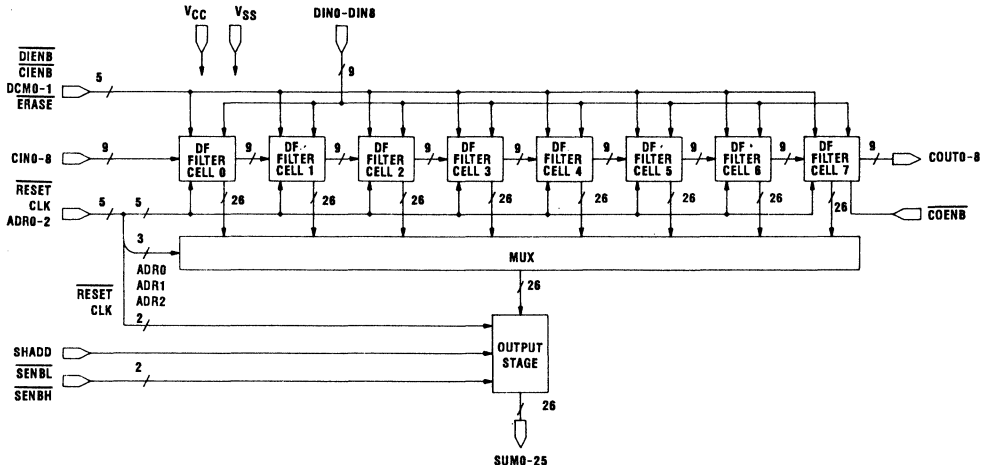 VCC
VSS
DIN0-DIN8
DIENB
CIENB
DCM0-1
ERASE
5
9
CIN0-8
9
DF FILTER CELL 0
9
DF FILTER CELL 1
9
DF FILTER CELL 2
9
DF FILTER CELL 3
9
DF FILTER CELL 4
9
DF FILTER CELL 5
9
DF FILTER CELL 6
9
DF FILTER CELL 7
9
COUT0-8
RESET
CLK
ADR0-2
5
5
26
26
26
26
26
26
26
26
COENB
3
ADR0
ADR1
ADR2
MUX
26
RESET
CLK
2
SHADD
SENBL
SENBH
2
OUTPUT
STAGE
26
SUM0-25